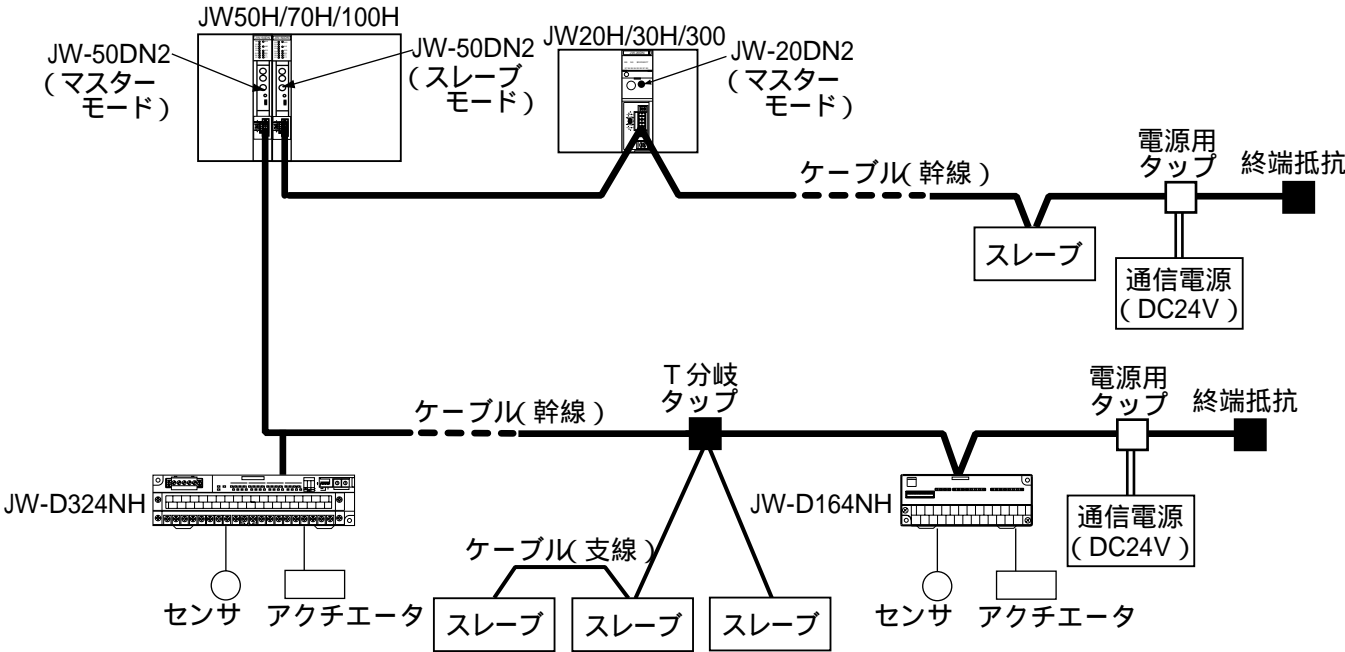 JW50H/70H/100H
JW-50DN2
(マスター
モード)
JW-50DN2
(スレーブ
モード)
JW20H/30H/300
JW-20DN2
(マスター
モード)
ケーブル(幹線)
電源用
タップ
終端抵抗
スレーブ
通信電源
(DC24V)
T分岐
タップ
ケーブル(幹線)
電源用
タップ
終端抵抗
JW-D324NH
JW-D164NH
通信電源
(DC24V)
ケーブル(支線)
センサ
アクチエータ
スレーブ
スレーブ
スレーブ
センサ
アクチエータ